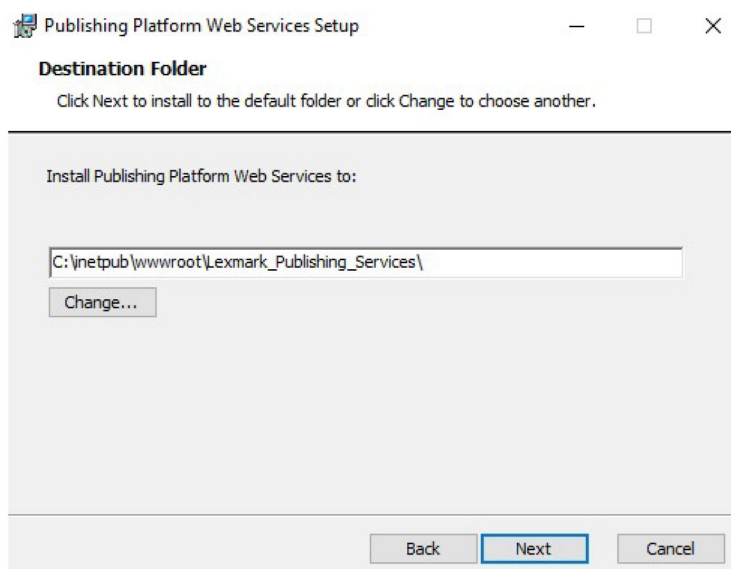 Publishing Platform Web Services Setup
Destination Folder
Click Next to install to the default folder or click Change to choose another.
Install Publishing Platform Web Services to:
C:\inetpub\wwwroot\Lexmark_Publishing_Services\
Change...
Back Next Cancel